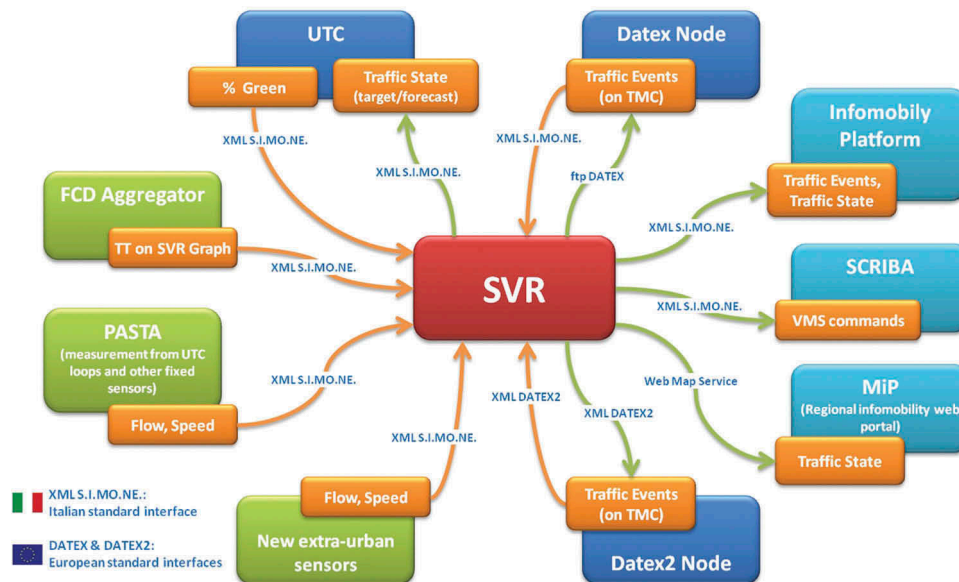 UTC
% Green
Traffic State
(target/forecast)
Datex Node
Traffic Events
(on TMC)
Infomobily
Platform
Traffic Events,
Traffic State
XML S.I.MO.NE.
XML S.I.MO.NE.
XML S.I.MO.NE.
ftp DATEX
XML S.I.MO.NE.
FCD Aggregator
TT on SVR Graph
XML S.I.MO.NE.
SVR
SCRIBA
VMS commands
XML S.I.MO.NE.
PASTA
(measurement from UTC
loops and other fixed
sensors)
Flow, Speed
XML S.I.MO.NE.
XML S.I.MO.NE.
XML DATEX2
XML DATEX2
Web Map Service
MiP
(Regional infomobility web
portal)
Traffic State
Flow, Speed
New extra-urban
sensors
Traffic Events
(on TMC)
Datex2 Node
XML S.I.MO.NE.:
Italian standard interface
DATEX & DATEX2:
European standard interfaces